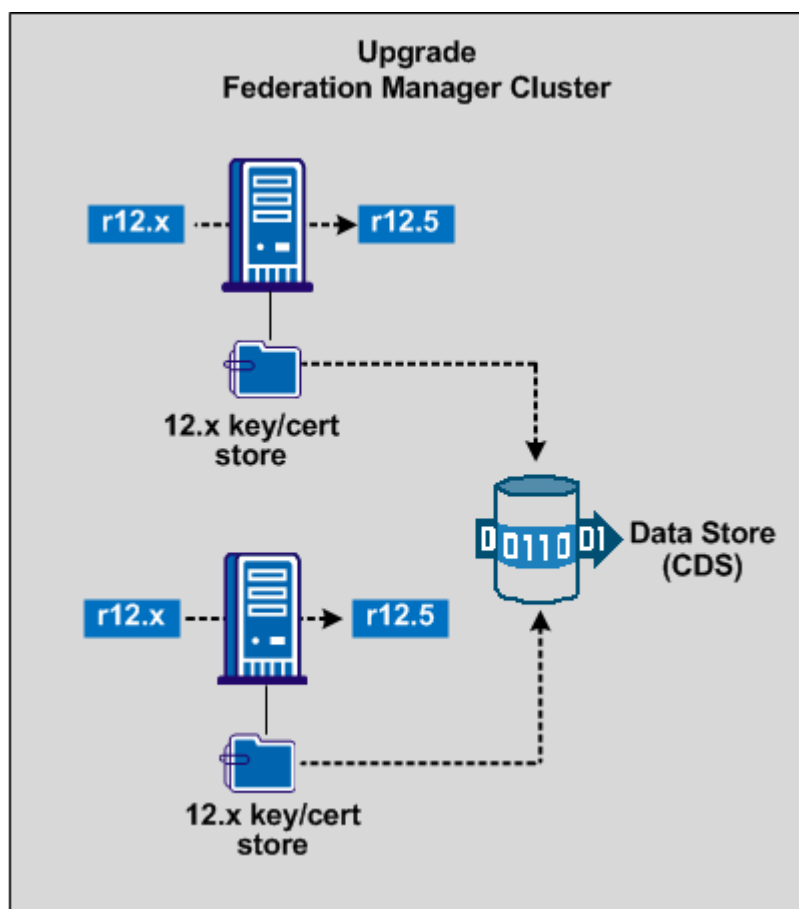 Upgrade
Federation Manager Cluster
r12.x
r12.5
12.x key/cert
store
D 0110 01
Data Store
(CDS)
r12.x
r12.5
12.x key/cert
store